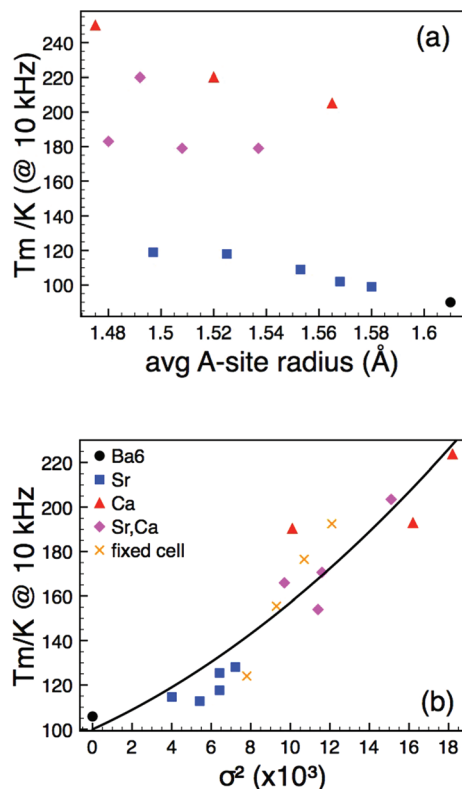 (a)
240
220
200
180
160
140
120
100
Tm /K (@ 10 kHz)
1.48 1.5 1.52 1.54 1.56 1.58 1.6
avg A-site radius (Å)
Ba6
Sr
Ca
Sr,Ca
fixed cell
220
200
180
160
140
120
100
Tm/K @ 10 kHz
(b)
0 2 4 6 8 10 12 14 16 18
σ² (x10³)